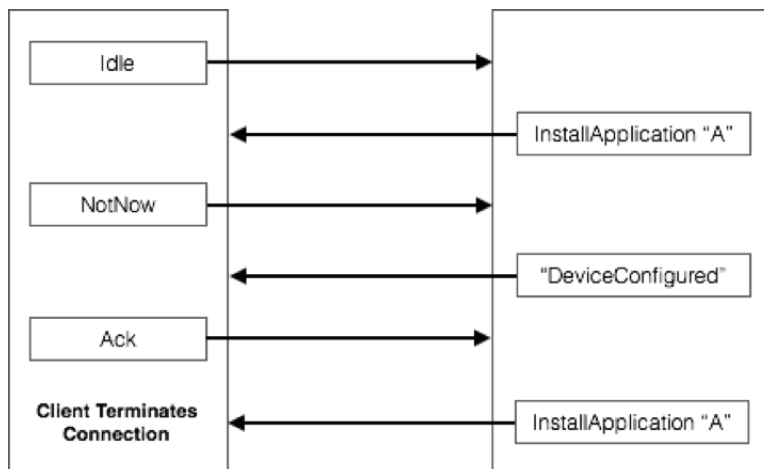 Idle
InstallApplication “A”
NotNow
“DeviceConfigured”
Ack
Client Terminates
Connection
InstallApplication “A”